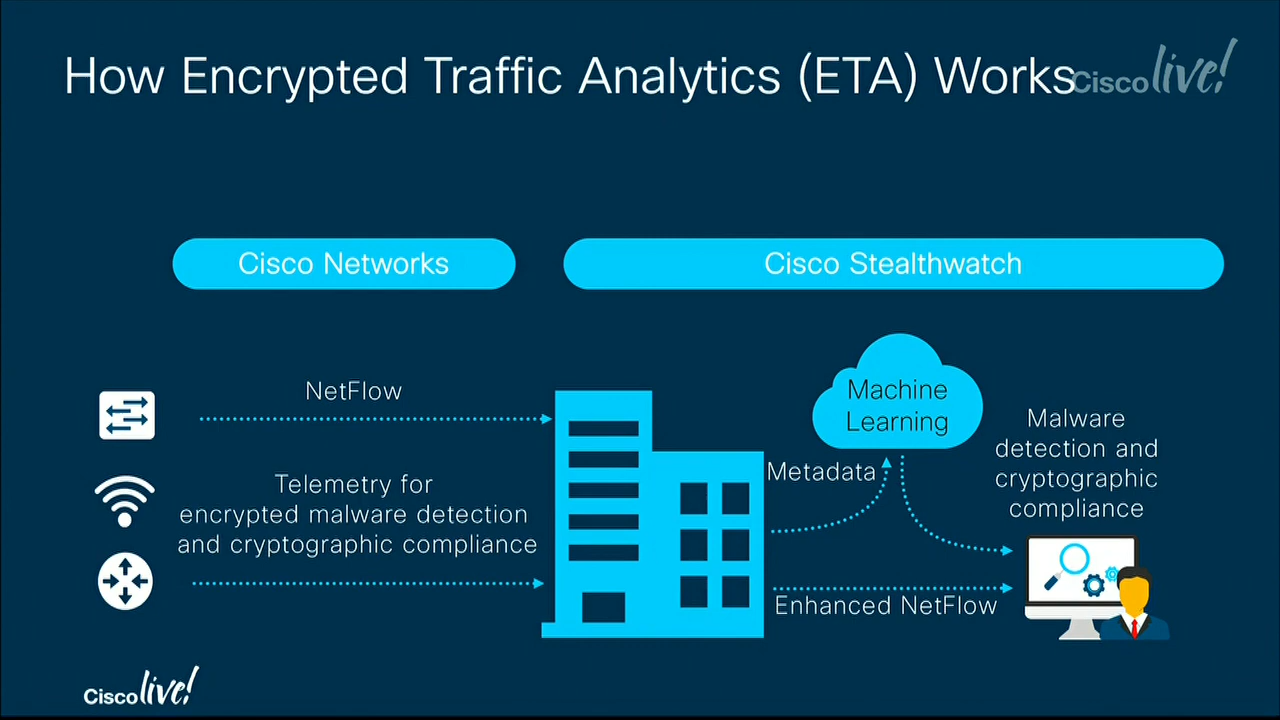 How Encrypted Traffic Analytics (ETA) Works
Cisco live!
Cisco Networks
Cisco Stealthwatch
NetFlow
Telemetry for
encrypted malware detection
and cryptographic compliance
Machine
Learning
Metadata
Enhanced NetFlow
Malware
detection and
cryptographic
compliance
Cisco live!